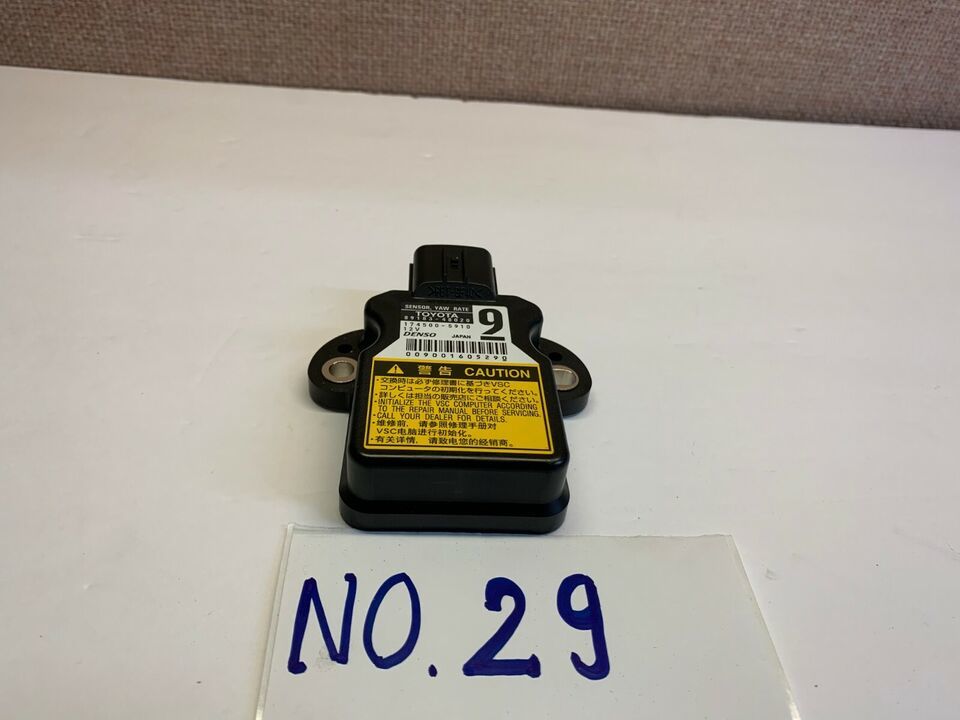 SENSOR, YAW RATE
TOYOTA
89183-48020
174500-5910
12V
9
DENSO JAPAN
009001605290
警告 CAUTION
・交換時は必ず修理書に基づきVSC
コンピュータの初期化を行ってください。
・詳しくは担当の販売店にご相談ください。
・INITIALIZE THE VSC COMPUTER ACCORDING
TO THE REPAIR MANUAL BEFORE SERVICING.
・CALL YOUR DEALER FOR DETAILS.
・维修前，请参照修理手册对
VSC电脑进行初始化。
・有关详情，请致电您的经销商。
NO.29